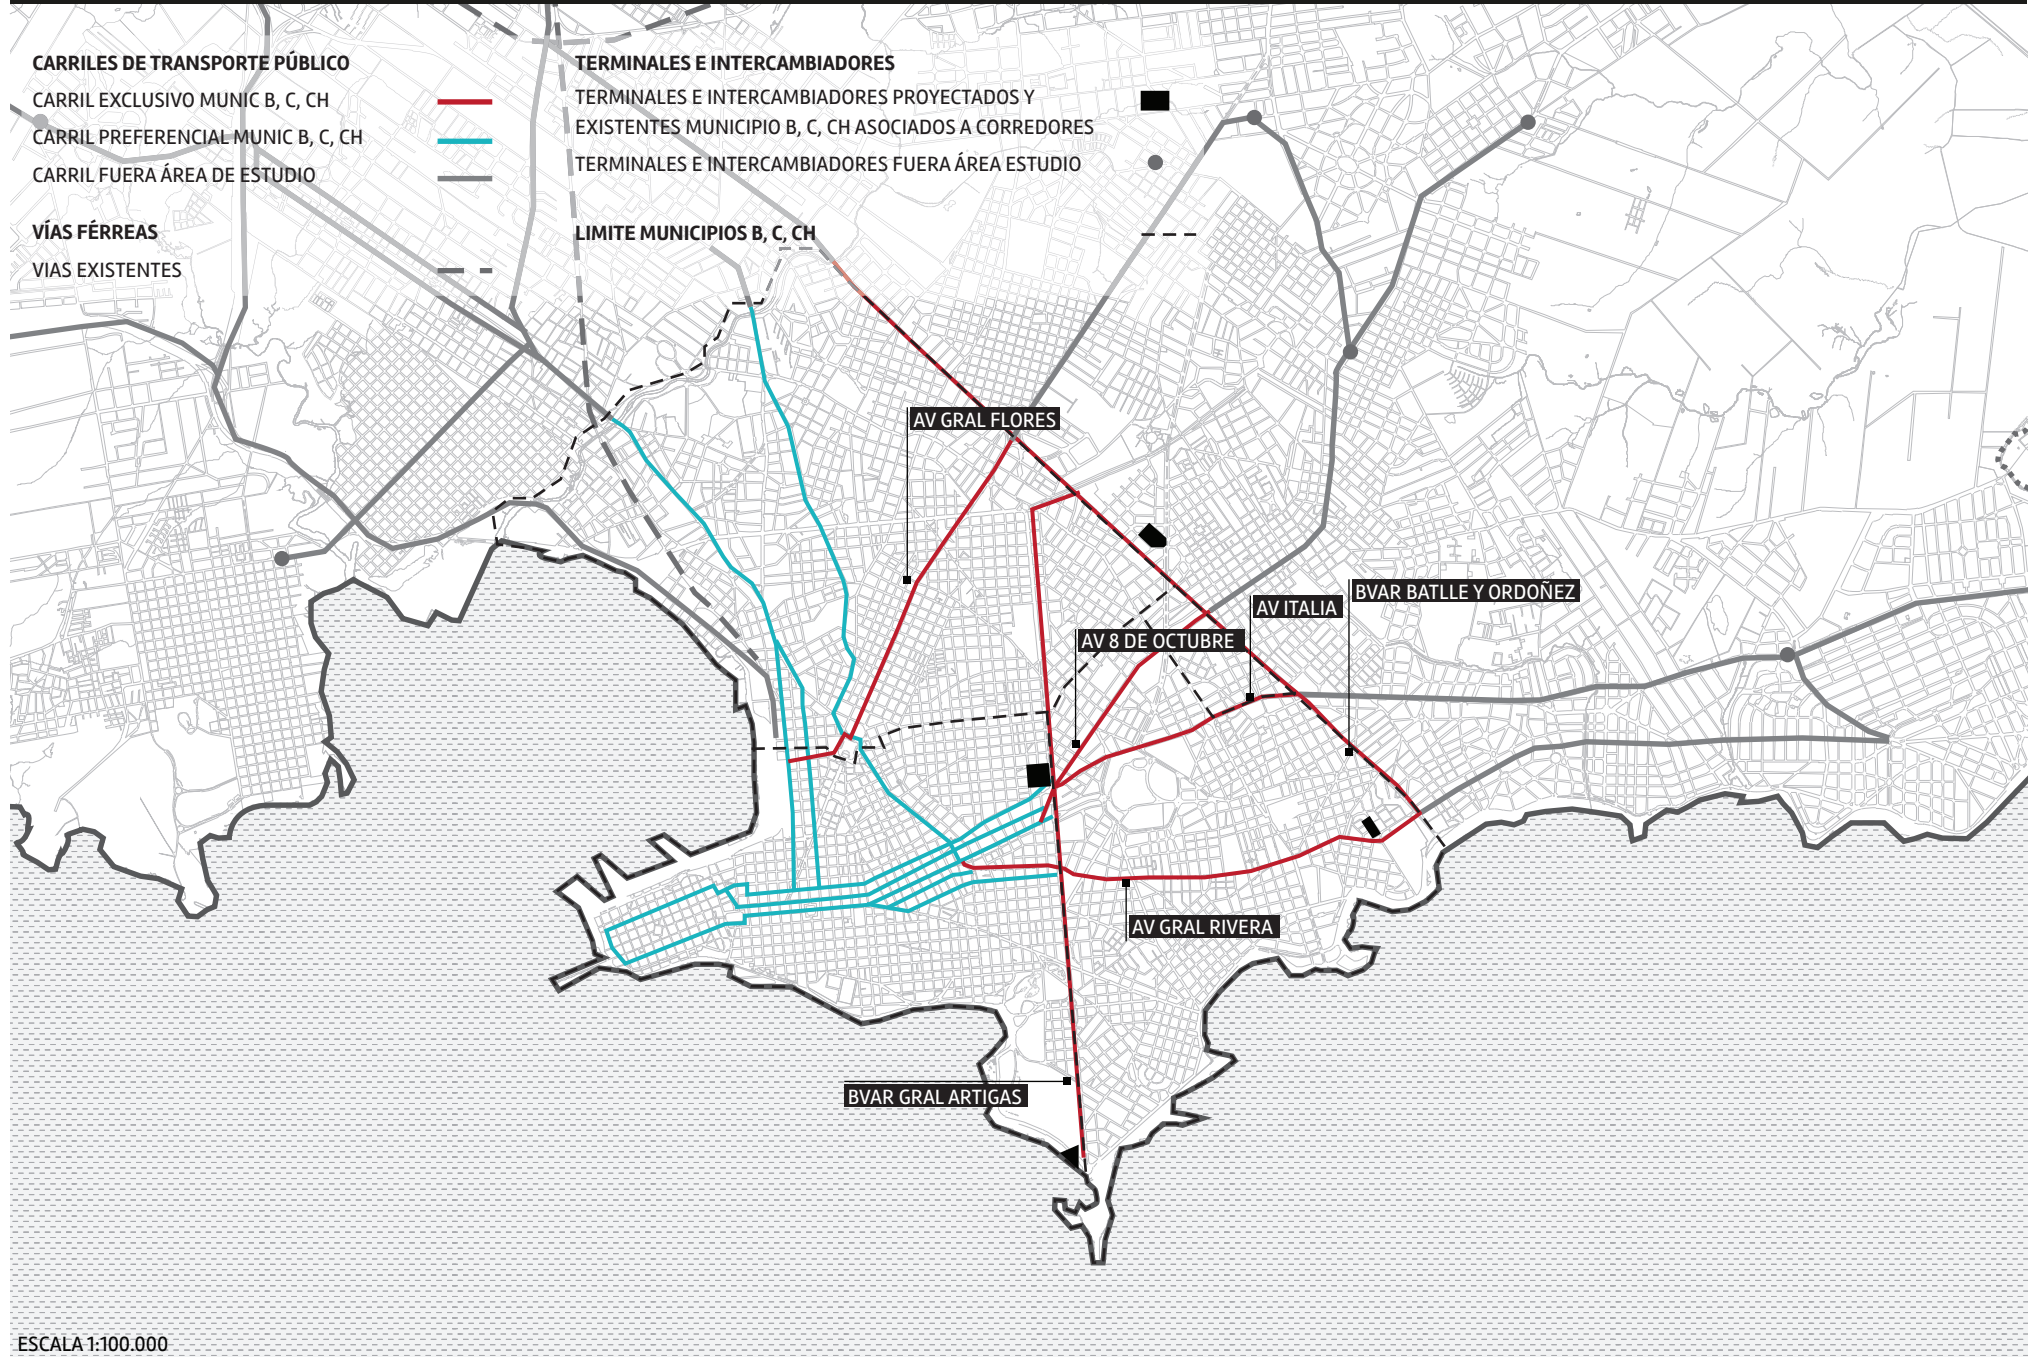 CARRILES DE TRANSPORTE PÚBLICO
CARRIL EXCLUSIVO MUNIC B, C, CH
CARRIL PREFERENCIAL MUNIC B, C, CH
CARRIL FUERA ÁREA DE ESTUDIO
VÍAS FÉRREAS
VIAS EXISTENTES
TERMINALES E INTERCAMBIADORES
TERMINALES E INTERCAMBIADORES PROYECTADOS Y
EXISTENTES MUNICIPIO B, C, CH ASOCIADOS A CORREDORES
TERMINALES E INTERCAMBIADORES FUERA ÁREA ESTUDIO
LIMITE MUNICIPIOS B, C, CH
AV GRAL FLORES
BVAR BATLLE Y ORDOÑEZ
AV ITALIA
AV 8 DE OCTUBRE
AV GRAL RIVERA
BVAR GRAL ARTIGAS
ESCALA 1:100.000